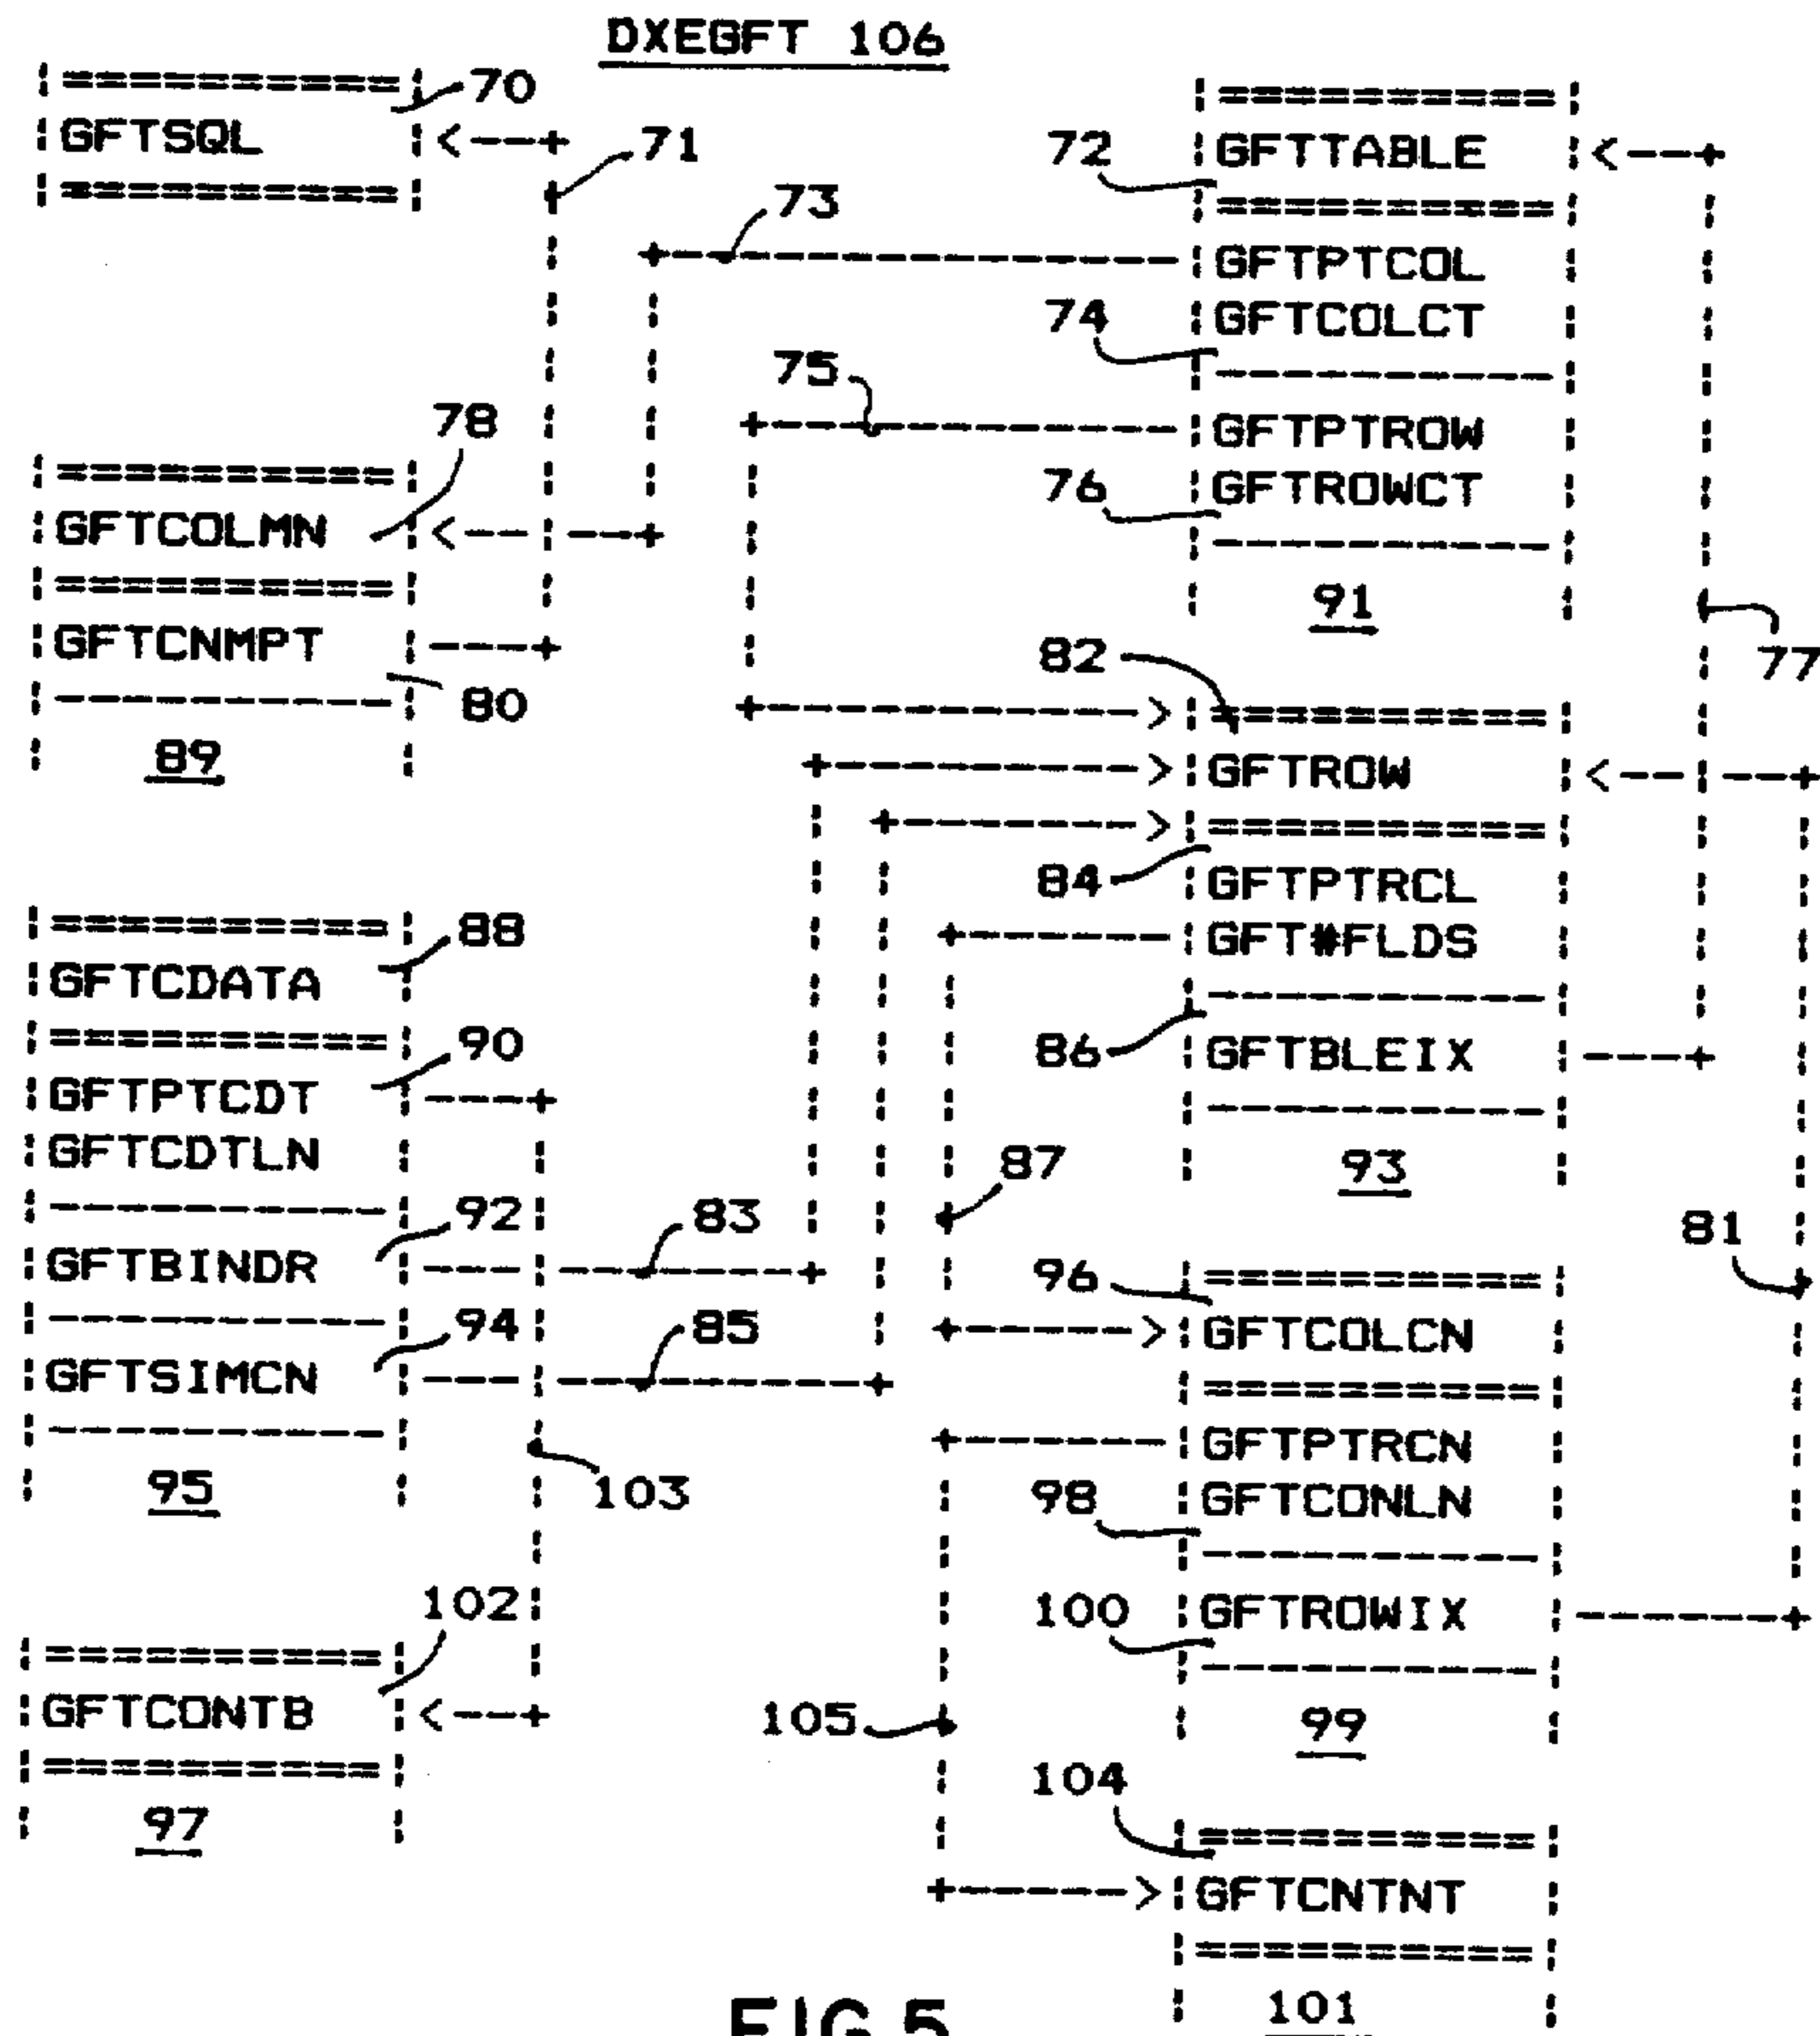 DXEGFT 106
70
GFTSQL
71
72
GFTTABLE
73
GFTPTCOL
74
GFTCOLCT
75
GFTPTROW
76
GFTROWCT
91
77
78
GFTCOLMN
GFTCNMPT
80
89
82
GFTROW
84
GFTPTRCL
GFT#FLDS
86
GFTBLEIX
93
81
88
GFTCDATA
90
GFTPTCDT
GFTCDTLN
92
83
GFTBINDR
94
85
GFTSIMCN
95
103
87
96
GFTCOLCN
GFTPTRCN
98
GFTCONLN
100
GFTROWIX
99
102
GFTCONTB
97
105
104
GFTCNTNT
101
FIG.5